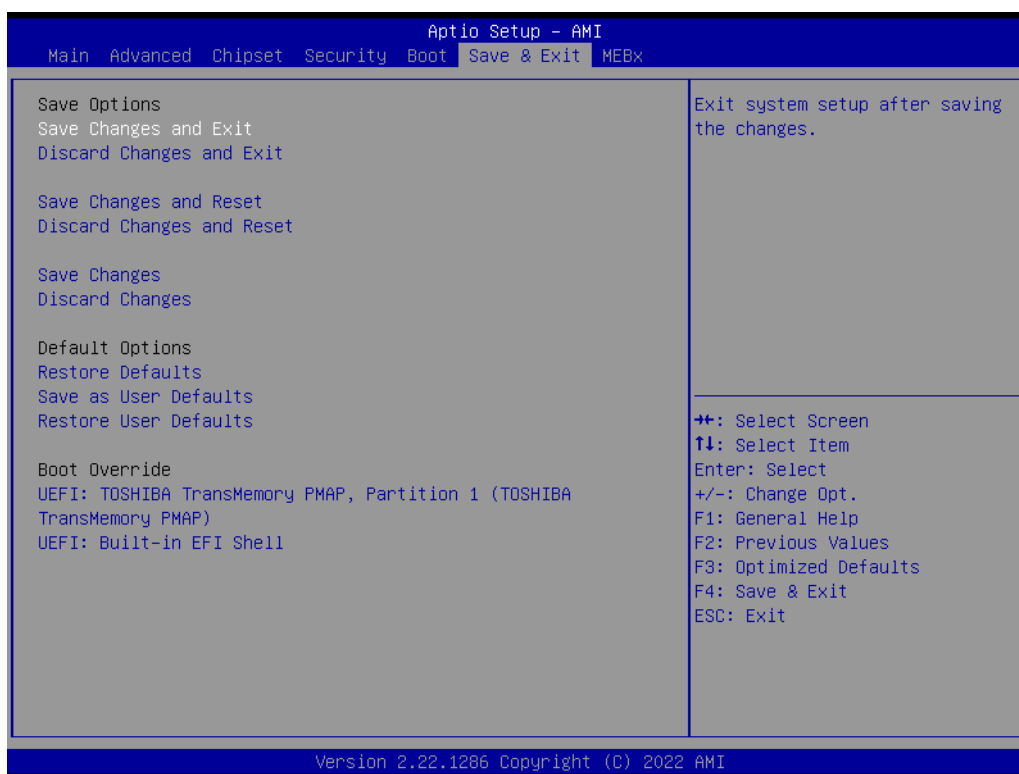 Aptio Setup – AMI
Main Advanced Chipset Security Boot Save & Exit MEBx
Save Options
Save Changes and Exit
Discard Changes and Exit
Save Changes and Reset
Discard Changes and Reset
Save Changes
Discard Changes
Default Options
Restore Defaults
Save as User Defaults
Restore User Defaults
Boot Override
UEFI: TOSHIBA TransMemory PMAP, Partition 1 (TOSHIBA
TransMemory PMAP)
UEFI: Built-in EFI Shell
Exit system setup after saving
the changes.
→←: Select Screen
↑↓: Select Item
Enter: Select
+/-: Change Opt.
F1: General Help
F2: Previous Values
F3: Optimized Defaults
F4: Save & Exit
ESC: Exit
Version 2.22.1286 Copyright (C) 2022 AMI